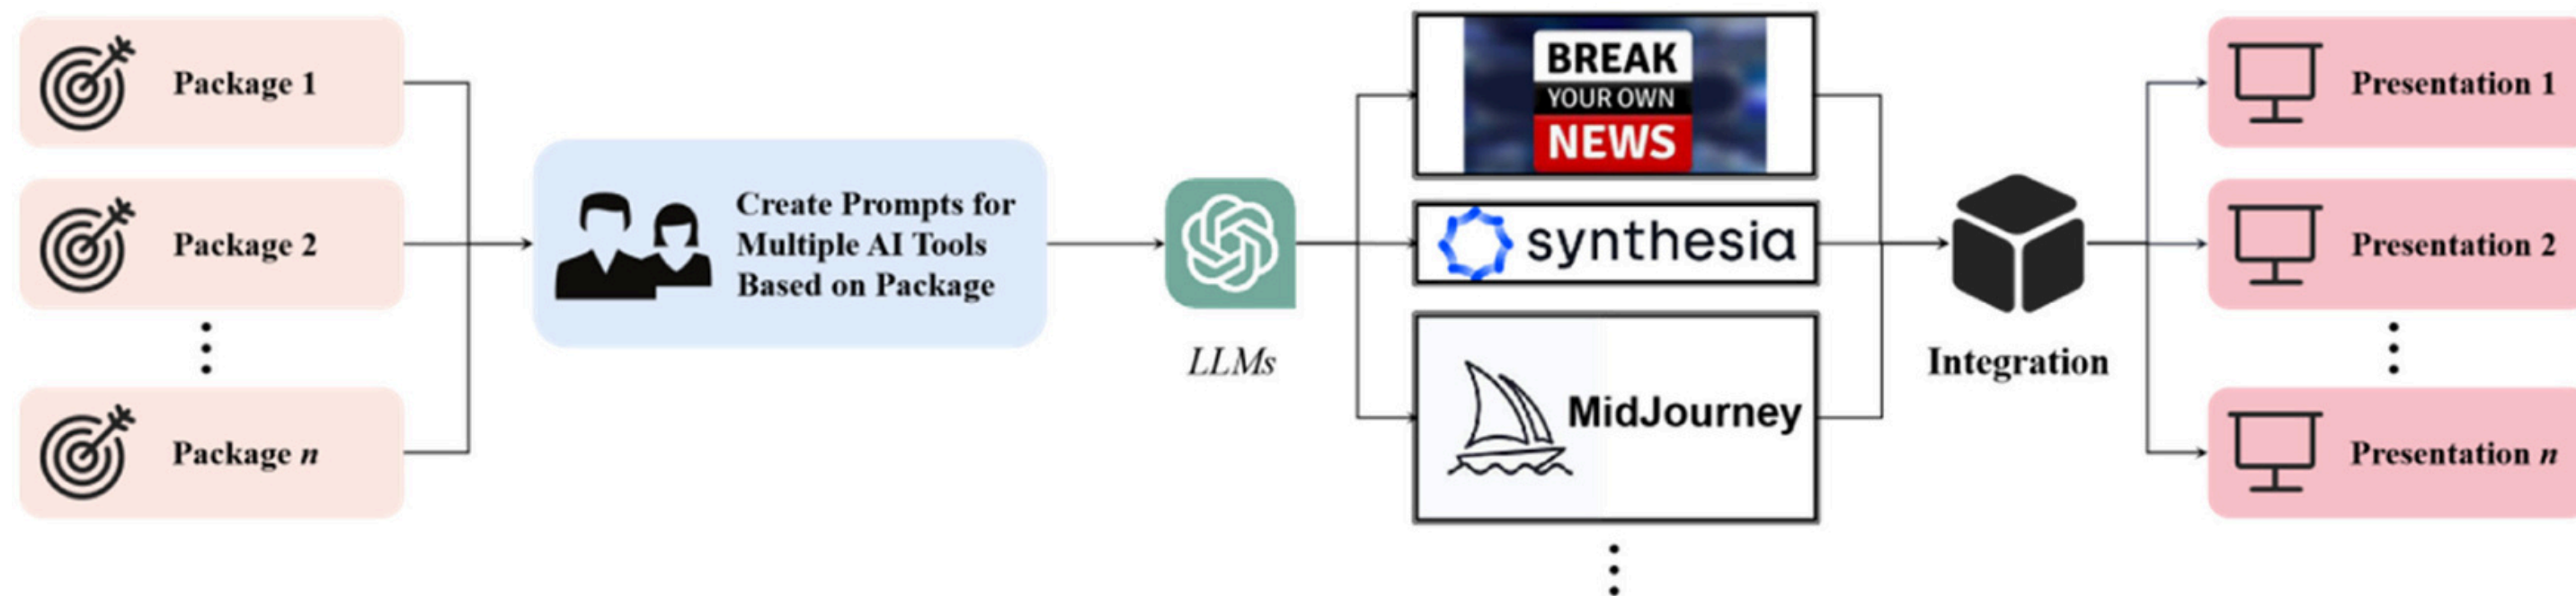 Package 1
Package 2
Package n
Create Prompts for
Multiple AI Tools
Based on Package
LLMs
BREAK
YOUR OWN
NEWS
synthesia
MidJourney
Integration
Presentation 1
Presentation 2
Presentation n